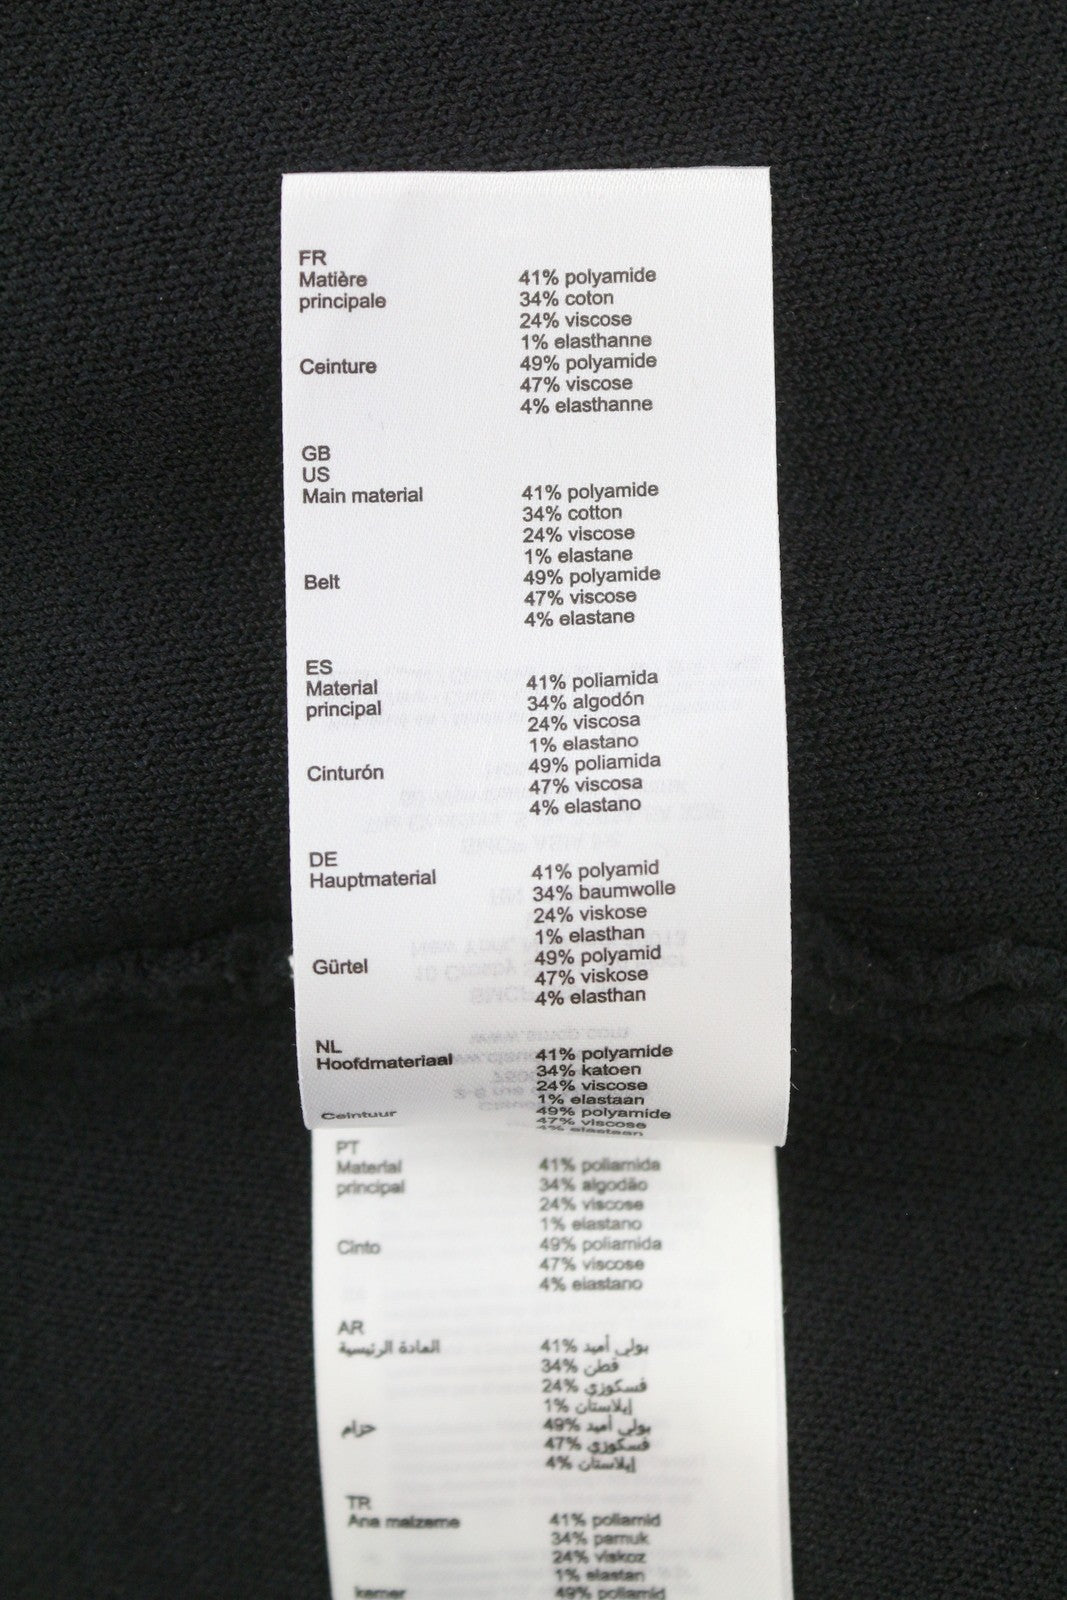 FR
Matière 41% polyamide
principale 34% coton
24% viscose
1% elasthanne
Ceinture 49% polyamide
47% viscose
4% elasthanne
GB
US
Main material 41% polyamide
34% cotton
24% viscose
1% elastane
Belt 49% polyamide
47% viscose
4% elastane
ES
Material 41% poliamida
principal 34% algodón
24% viscosa
1% elastano
Cinturón 49% poliamida
47% viscosa
4% elastano
DE
Hauptmaterial 41% polyamid
34% baumwolle
24% viskose
1% elasthan
Gürtel 49% polyamid
47% viskose
4% elasthan
NL
Hoofdmateriaal 41% polyamide
34% katoen
24% viscose
1% elastaan
Ceintuur 49% polyamide
47% viscose
4% elastaan
PT
Material 41% poliamida
principal 34% algodão
24% viscose
1% elastano
Cinto 49% poliamida
47% viscose
4% elastano
AR
المادة الرئيسية 41% بولي أميد
34% قطن
24% فسكوزي
1% إيلاستان
حزام 49% بولي أميد
47% فسكوزي
4% إيلاستان
TR
Ana malzeme 41% poliamid
34% pamuk
24% viskoz
1% elastan
kemer 49% poliamid